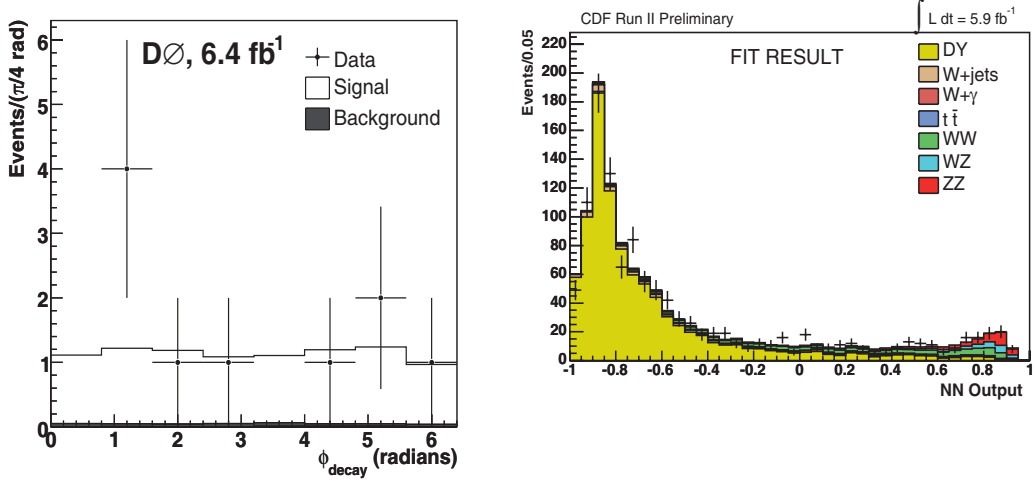 DØ, 6.4 fb-1
Data
Signal
Background
Events/(π/4 rad)
6
5
4
3
2
1
0
0 1 2 3 4 5 6
ϕdecay (radians)
CDF Run II Preliminary
∫ L dt = 5.9 fb-1
FIT RESULT
DY
W+jets
W+γ
t t̄
WW
WZ
ZZ
Events/0.05
220
200
180
160
140
120
100
80
60
40
20
0
-1 -0.8 -0.6 -0.4 -0.2 0 0.2 0.4 0.6 0.8 1
NN Output